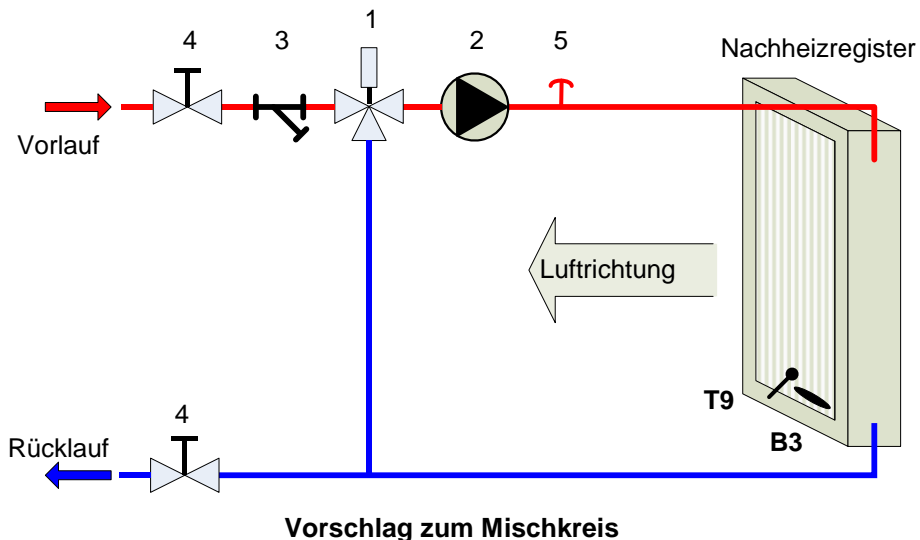 1
4
3
2
5
Nachheizregister
Vorlauf
Luftrichtung
T9
B3
4
Rücklauf
Vorschlag zum Mischkreis